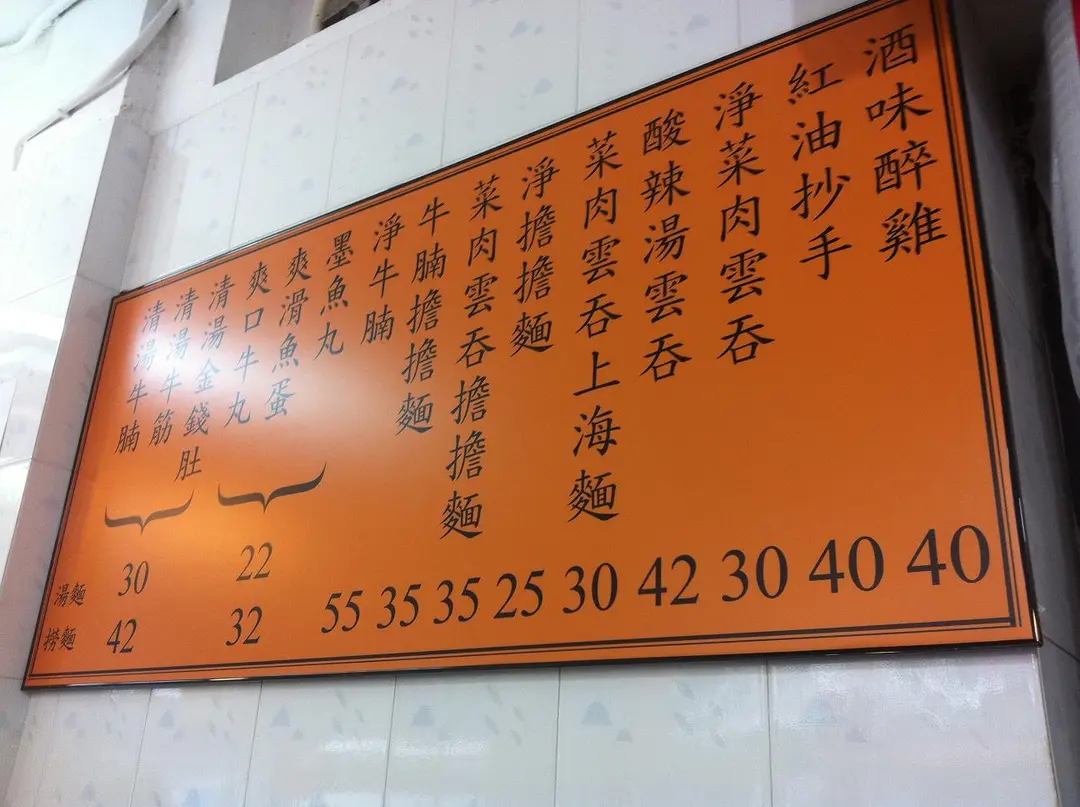 酒味醉雞
40
紅油抄手
40
淨菜肉雲吞
30
酸辣湯雲吞
42
菜肉雲吞上海麵
30
淨擔擔麵
25
菜肉雲吞擔擔麵
35
牛腩擔擔麵
35
淨牛腩
55
墨魚丸
爽滑魚蛋
爽口牛丸
22
32
清湯金錢肚
清湯牛筋
清湯牛腩
30
42
湯麵
撈麵